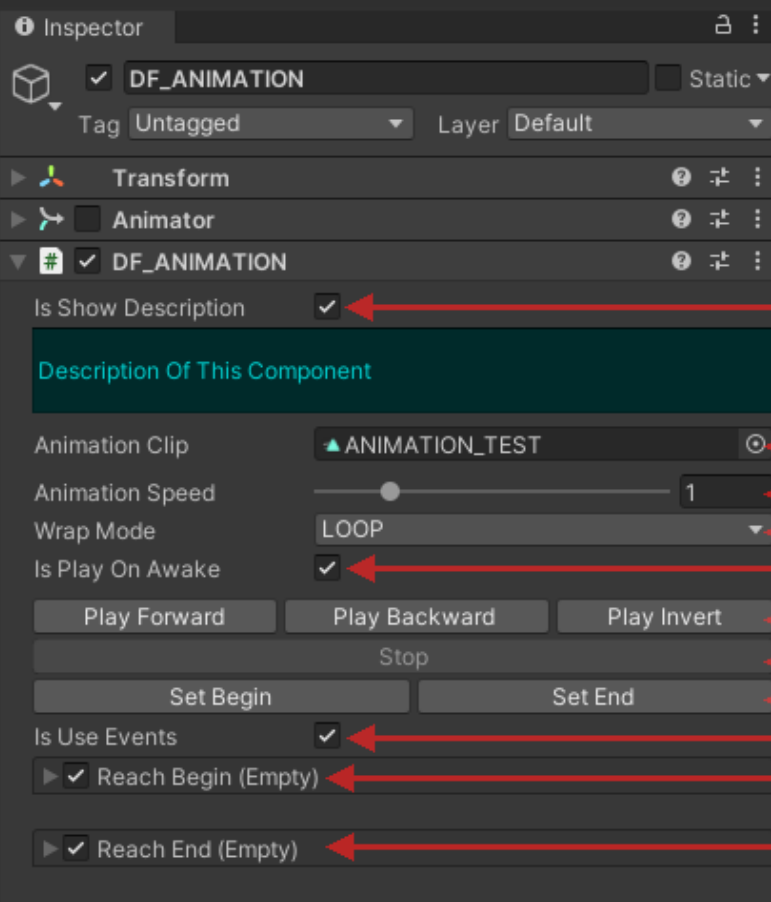 Inspector
DF_ANIMATION Static
Tag Untagged Layer Default
Transform
Animator
# DF_ANIMATION
Is Show Description
Description Of This Component
Animation Clip ANIMATION_TEST
Animation Speed 1
Wrap Mode LOOP
Is Play On Awake
Play Forward Play Backward Play Invert
Stop
Set Begin Set End
Is Use Events
Reach Begin (Empty)
Reach End (Empty)